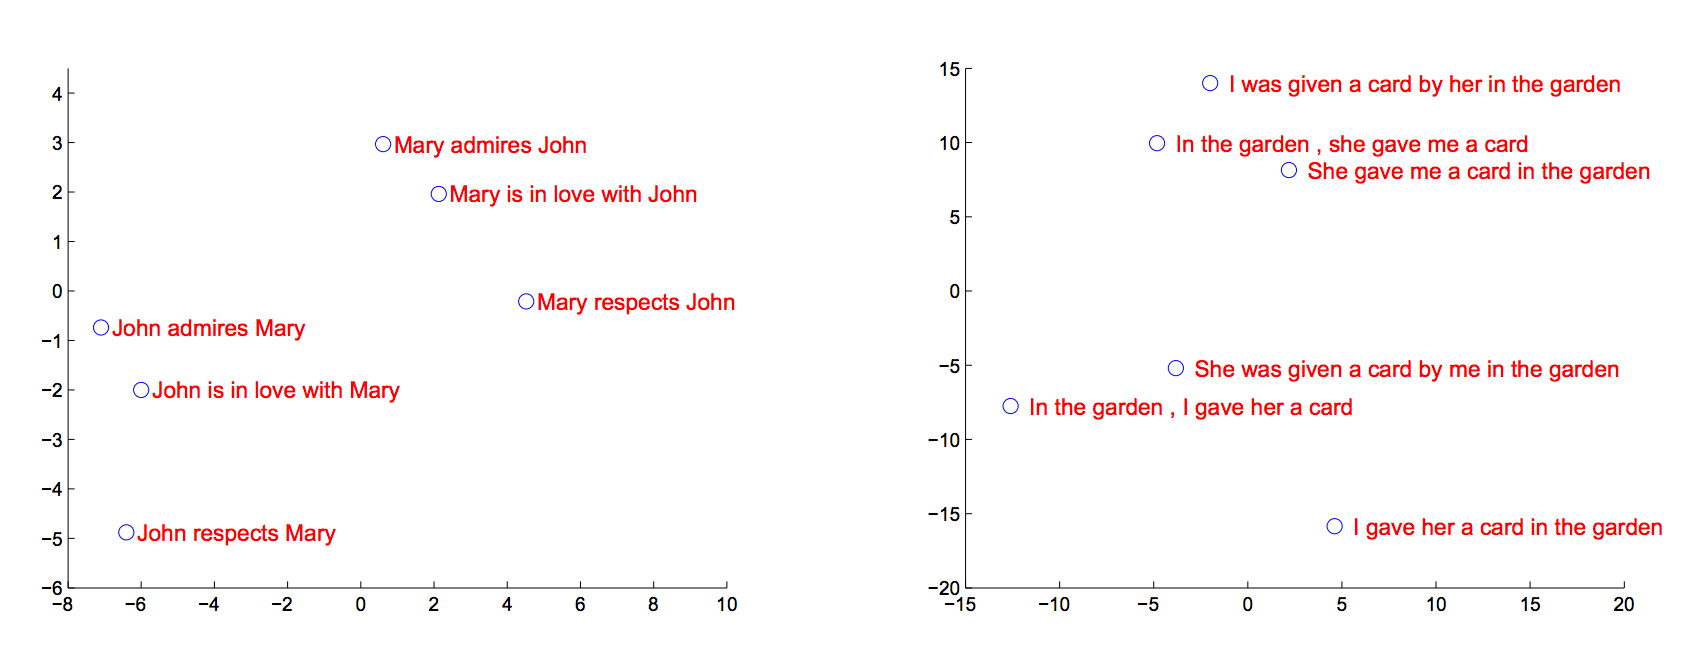 4
3
2
1
0
−1
−2
−3
−4
−5
−6
−8 −6 −4 −2 0 2 4 6 8 10
Mary admires John
Mary is in love with John
Mary respects John
John admires Mary
John is in love with Mary
John respects Mary
15
10
5
0
−5
−10
−15
−20
−15 −10 −5 0 5 10 15 20
I was given a card by her in the garden
In the garden , she gave me a card
She gave me a card in the garden
She was given a card by me in the garden
In the garden , I gave her a card
I gave her a card in the garden